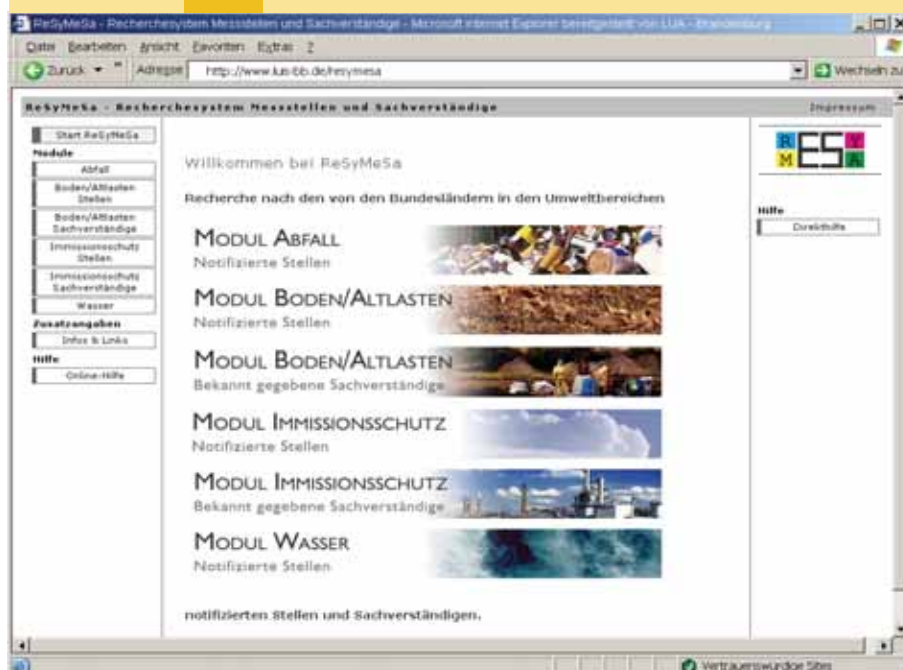 ReSyMeSa - Recherchesystem Messstellen und Sachverständige - Microsoft Internet Explorer bereitgestellt von LUA - Brandenburg
Datei Bearbeiten Ansicht Favoriten Extras ?
Zurück Adresse http://www.lua-bb.de/resymesa Wechseln zu
ReSyMeSa - Recherchesystem Messstellen und Sachverständige Impressum
Start ReSyMeSa
Module
Abfall
Boden/Altlasten
Stellen
Boden/Altlasten
Sachverständige
Immissionsschutz
Stellen
Immissionsschutz
Sachverständige
Wasser
Zusatzangaben
Infos & Links
Hilfe
Online-Hilfe
Willkommen bei ReSyMeSa
Recherche nach den von den Bundesländern in den Umweltbereichen
MODUL ABFALL
Notifizierte Stellen
MODUL BODEN/ALTLASTEN
Notifizierte Stellen
MODUL BODEN/ALTLASTEN
Bekannt gegebene Sachverständige
MODUL IMMISSIONSSCHUTZ
Notifizierte Stellen
MODUL IMMISSIONSSCHUTZ
Bekannt gegebene Sachverständige
MODUL WASSER
Notifizierte Stellen
notifizierten Stellen und Sachverständigen.
R ES Y
M A
Hilfe
Direkthilfe
Vertrauenswürdige Sites